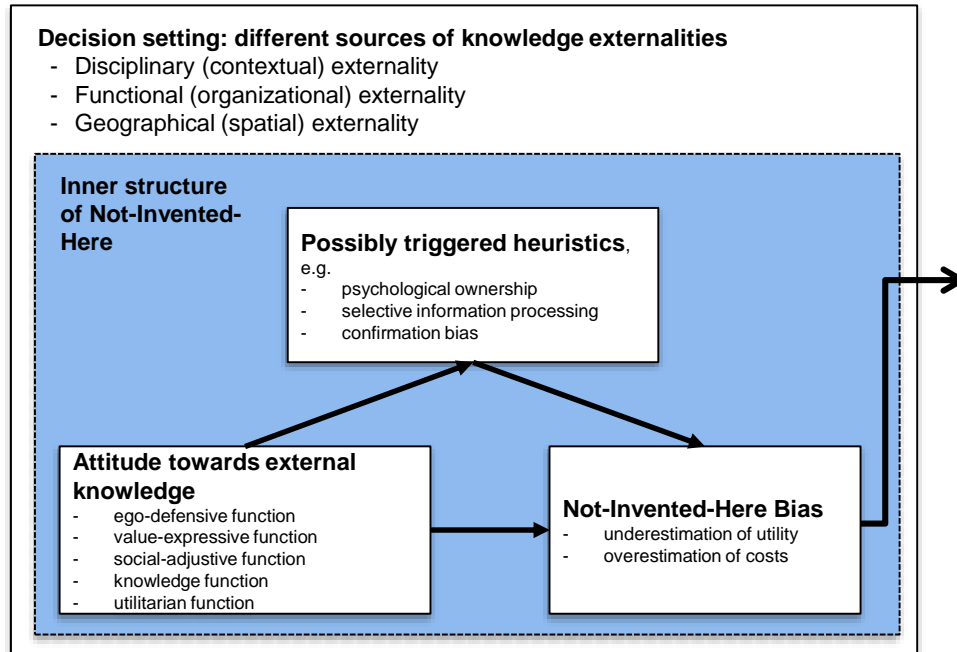 Decision setting: different sources of knowledge externalities
- Disciplinary (contextual) externality
- Functional (organizational) externality
- Geographical (spatial) externality
Inner structure
of Not-Invented-
Here
Possibly triggered heuristics,
e.g.
- psychological ownership
- selective information processing
- confirmation bias
Attitude towards external
knowledge
- ego-defensive function
- value-expressive function
- social-adjustive function
- knowledge function
- utilitarian function
Not-Invented-Here Bias
- underestimation of utility
- overestimation of costs